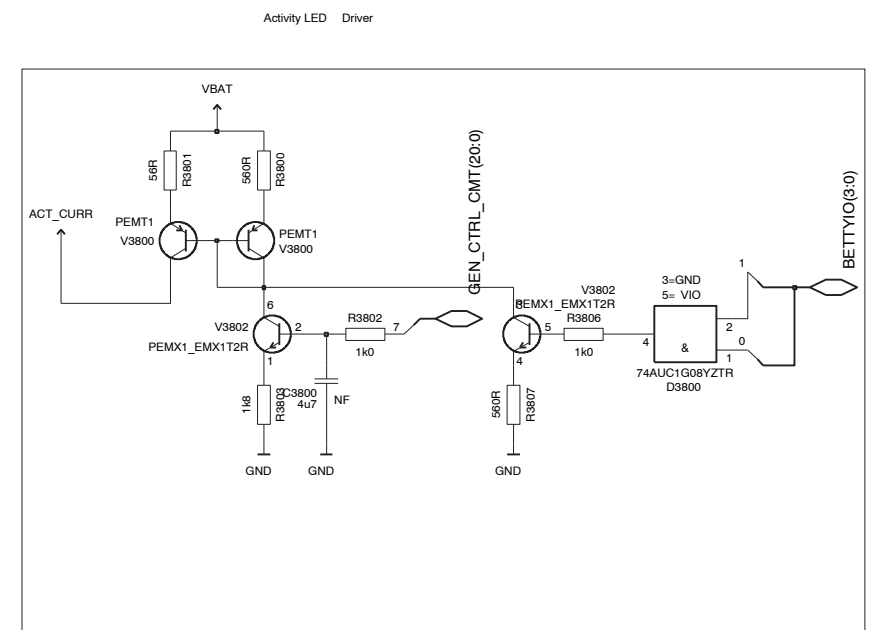 Activity LED Driver
VBAT
56R
R3801
560R
R3800
ACT_CURR
PEMT1
V3800
PEMT1
V3800
GEN_CTRL_CMT(20:0)
BETTYIO(3:0)
6
V3802
PEMX1_EMX1T2R
2
1
R3802
1k0
7
3
V3802
PEMX1_EMX1T2R
5
4
R3806
1k0
3=GND
5= VIO
4
&
2
1
1
0
74AUC1G08YZTR
D3800
1k8
R3803
C3800
4u7
NF
560R
R3807
GND
GND
GND